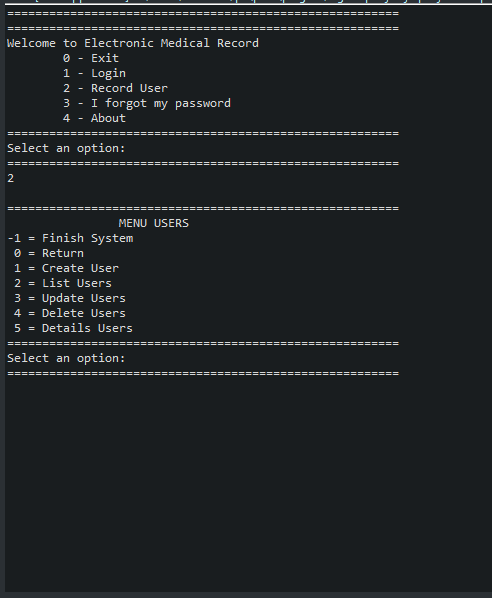 ========================================================
========================================================
Welcome to Electronic Medical Record
        0 - Exit
        1 - Login
        2 - Record User
        3 - I forgot my password
        4 - About
========================================================
Select an option:
========================================================
2

========================================================
                MENU USERS
-1 = Finish System
 0 = Return
 1 = Create User
 2 = List Users
 3 = Update Users
 4 = Delete Users
 5 = Details Users
========================================================
Select an option:
========================================================